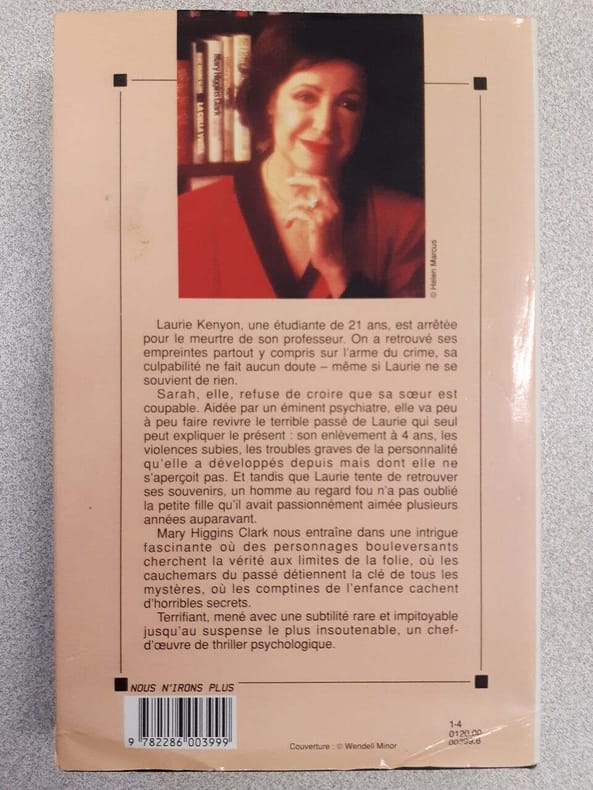 Mary Higgins Clark
© Helen Marcus
Laurie Kenyon, une étudiante de 21 ans, est arrêtée
pour le meurtre de son professeur. On a retrouvé ses
empreintes partout y compris sur l'arme du crime, sa
culpabilité ne fait aucun doute – même si Laurie ne se
souvient de rien.
Sarah, elle, refuse de croire que sa sœur est
coupable. Aidée par un éminent psychiatre, elle va peu
à peu faire revivre le terrible passé de Laurie qui seul
peut expliquer le présent : son enlèvement à 4 ans, les
violences subies, les troubles graves de la personnalité
qu'elle a développés depuis mais dont elle ne
s'aperçoit pas. Et tandis que Laurie tente de retrouver
ses souvenirs, un homme au regard fou n'a pas oublié
la petite fille qu'il avait passionnément aimée plusieurs
années auparavant.
Mary Higgins Clark nous entraîne dans une intrigue
fascinante où des personnages bouleversants
cherchent la vérité aux limites de la folie, où les
cauchemars du passé détiennent la clé de tous les
mystères, où les comptines de l'enfance cachent
d'horribles secrets.
Terrifiant, mené avec une subtilité rare et impitoyable
jusqu'au suspense le plus insoutenable, un chef-
d'œuvre de thriller psychologique.
NOUS N'IRONS PLUS
9 782286 003999
Couverture : © Wendell Minor
1-4
0120.00
00399.6